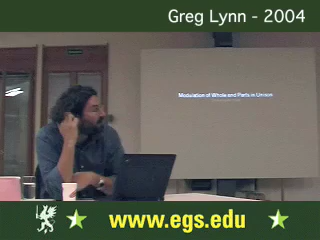 Greg Lynn - 2004
Modulation of Whole and Parts in Unison
www.egs.edu